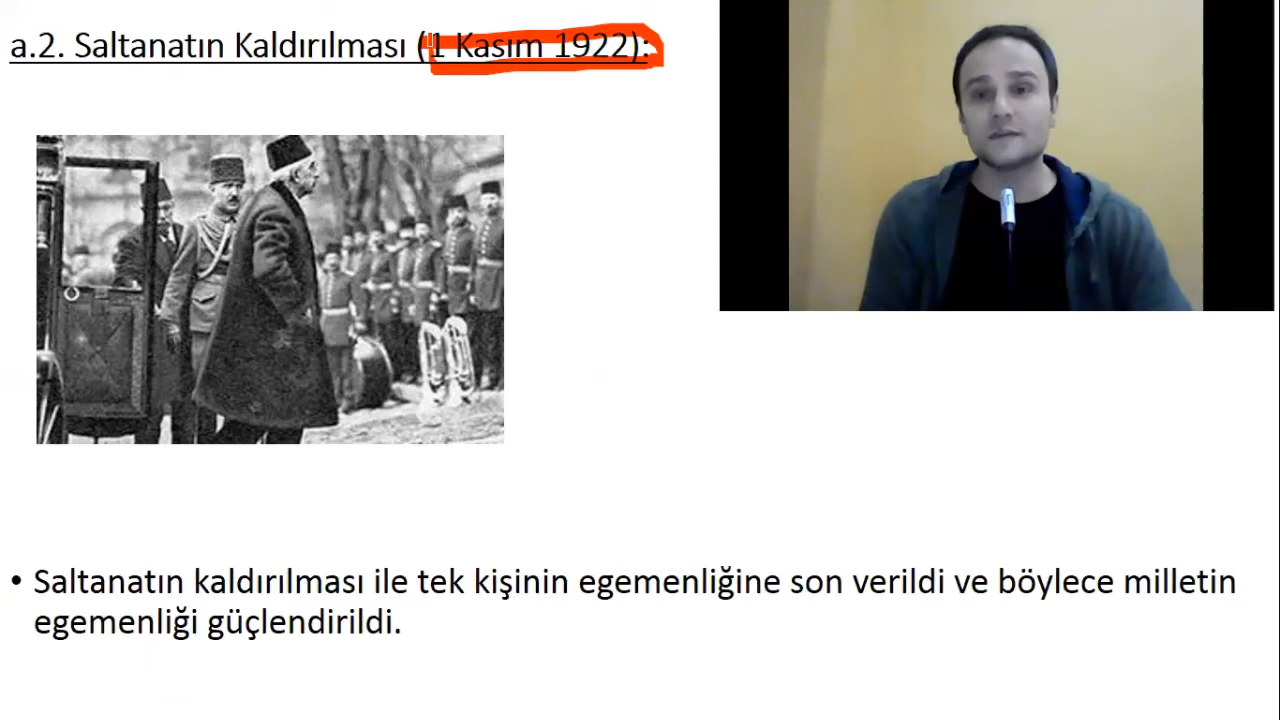 a.2. Saltanatın Kaldırılması (1 Kasım 1922):
• Saltanatın kaldırılması ile tek kişinin egemenliğine son verildi ve böylece milletin
egemenliği güçlendirildi.